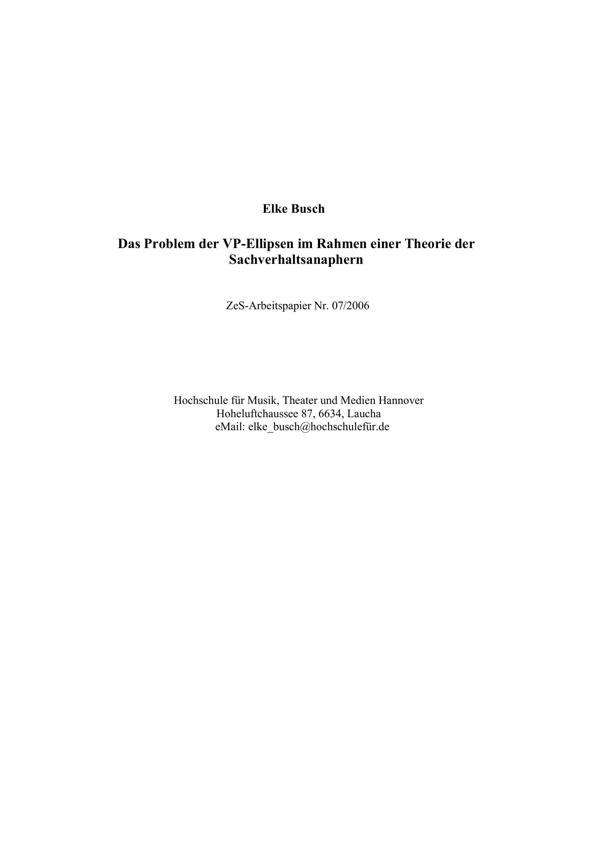 Elke Busch
Das Problem der VP-Ellipsen im Rahmen einer Theorie der
Sachverhaltsanaphern
ZeS-Arbeitspapier Nr. 07/2006
Hochschule für Musik, Theater und Medien Hannover
Hoheluftchaussee 87, 6634, Laucha
eMail: elke_busch@hochschulefür.de